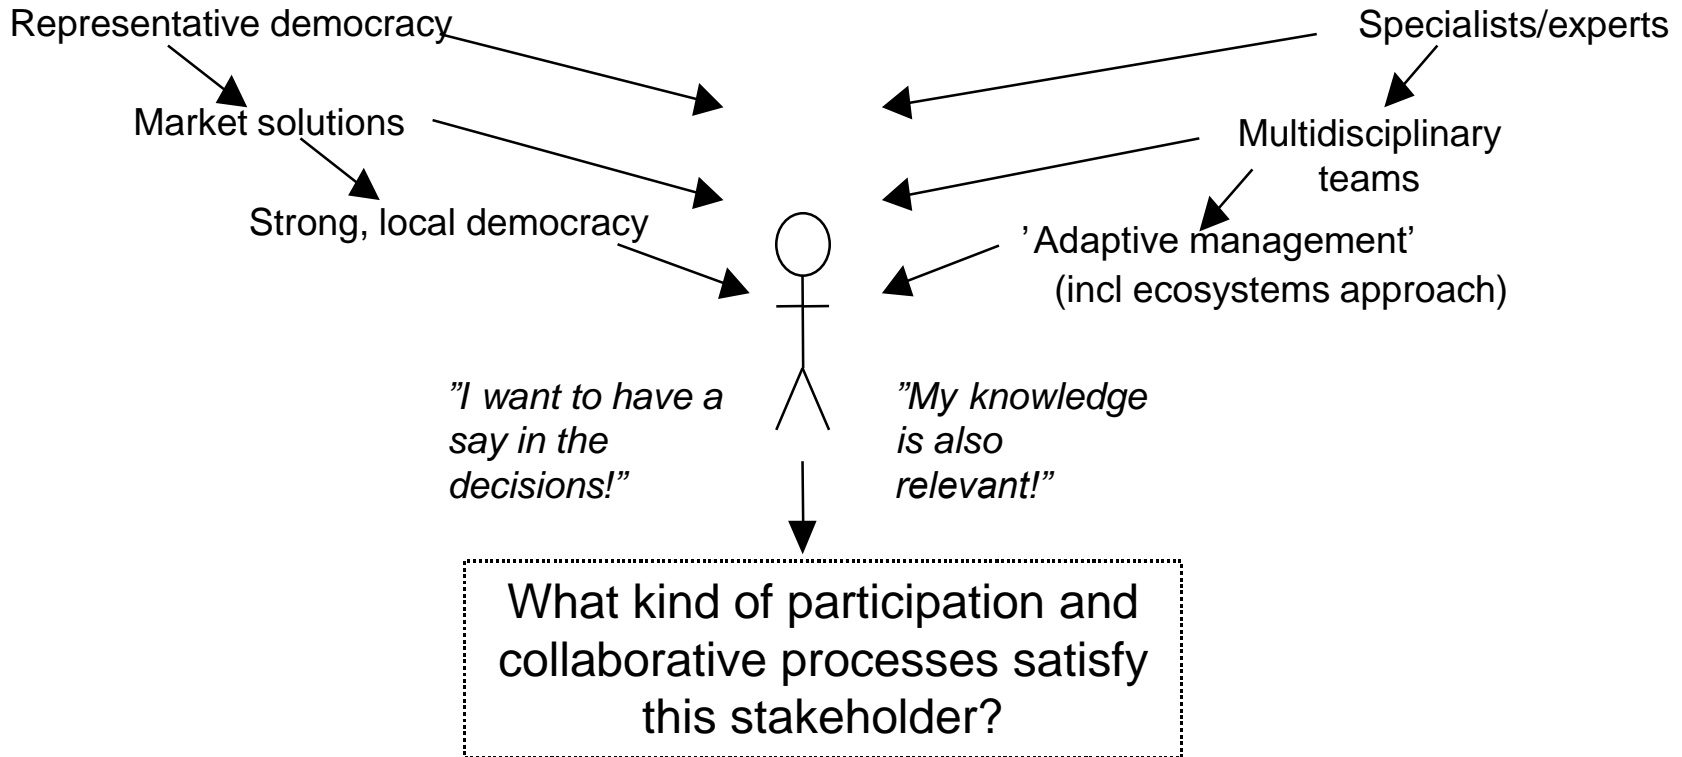 Representative democracy
Specialists/experts
Market solutions
Multidisciplinary
teams
Strong, local democracy
’Adaptive management’
(incl ecosystems approach)
”I want to have a
say in the
decisions!”
”My knowledge
is also
relevant!”
What kind of participation and
collaborative processes satisfy
this stakeholder?